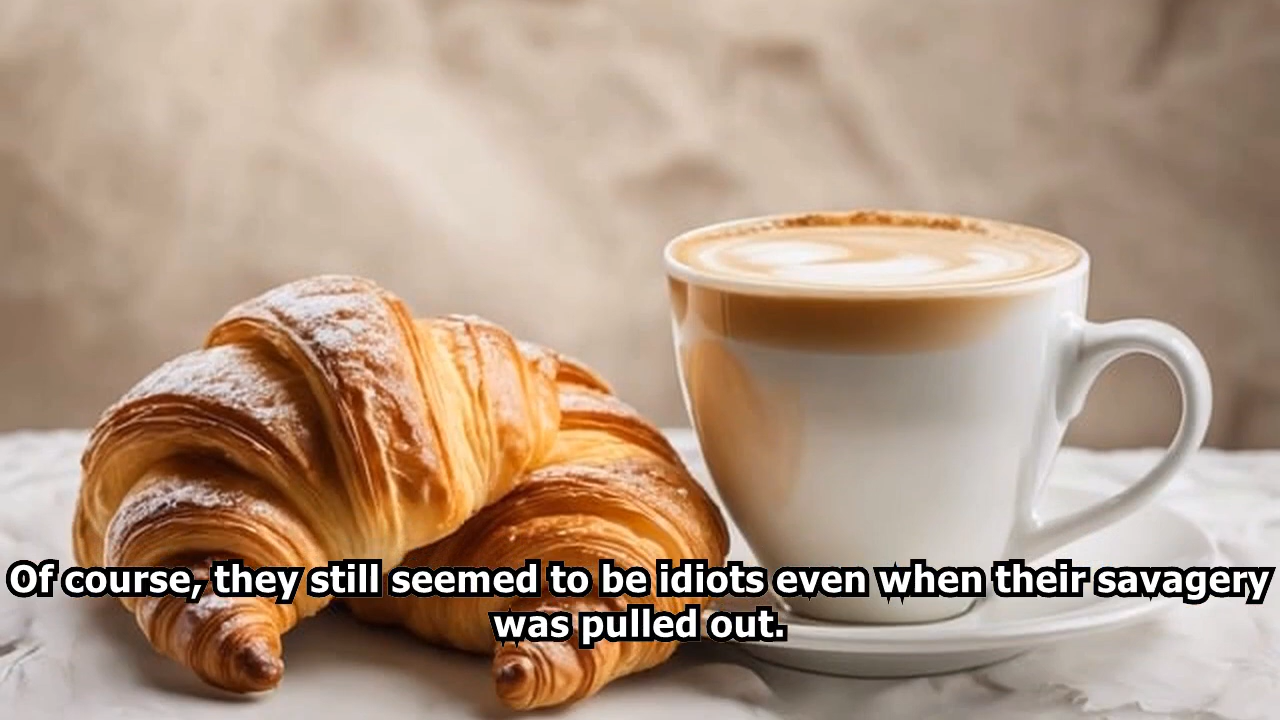 Of course, they still seemed to be idiots even when their savagery
was pulled out.